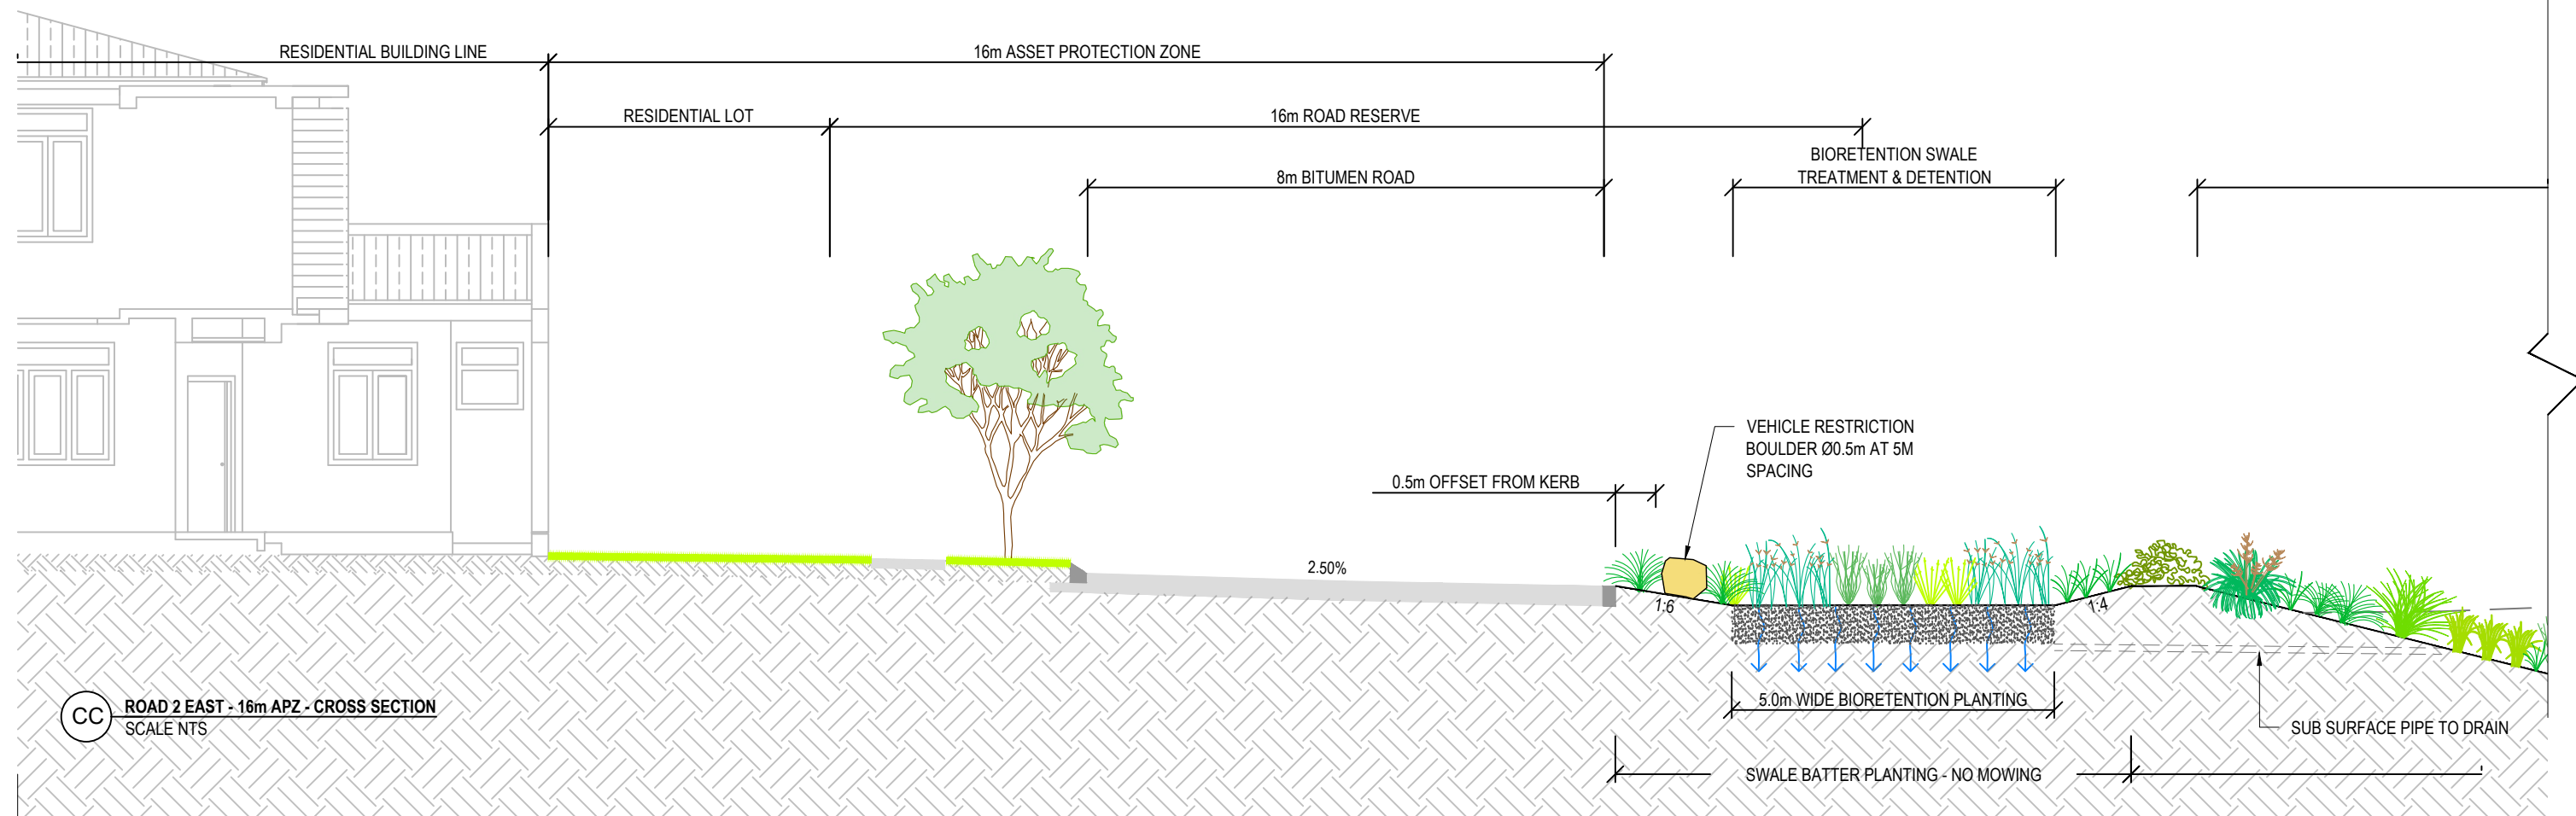 RESIDENTIAL BUILDING LINE
16m ASSET PROTECTION ZONE
RESIDENTIAL LOT
16m ROAD RESERVE
8m BITUMEN ROAD
BIORETENTION SWALE
TREATMENT & DETENTION
VEHICLE RESTRICTION
BOULDER Ø0.5m AT 5M
SPACING
0.5m OFFSET FROM KERB
2.50%
1:6
1:4
5.0m WIDE BIORETENTION PLANTING
SUB SURFACE PIPE TO DRAIN
SWALE BATTER PLANTING - NO MOWING
CC
ROAD 2 EAST - 16m APZ - CROSS SECTION
SCALE NTS